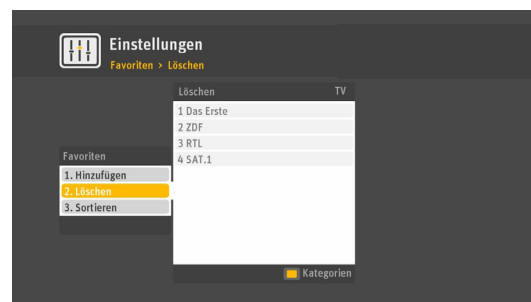 Einstellungen
Favoriten > Löschen
Löschen TV
1 Das Erste
2 ZDF
3 RTL
4 SAT.1
Favoriten
1. Hinzufügen
2. Löschen
3. Sortieren
Kategorien